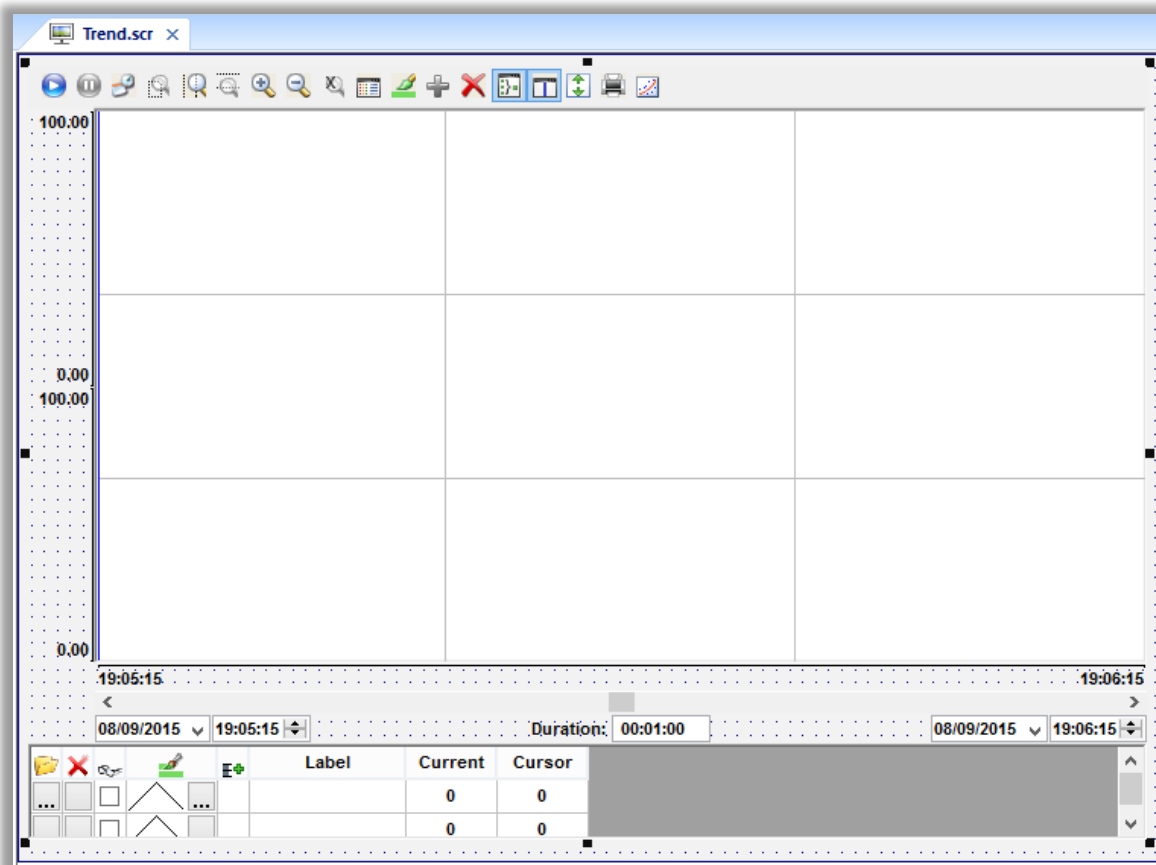 Trend.scr
100.00
0.00
100.00
0.00
19:05:15 19:06:15
08/09/2015 19:05:15 Duration: 00:01:00 08/09/2015 19:06:15
Label Current Cursor
... ... 0 0
0 0